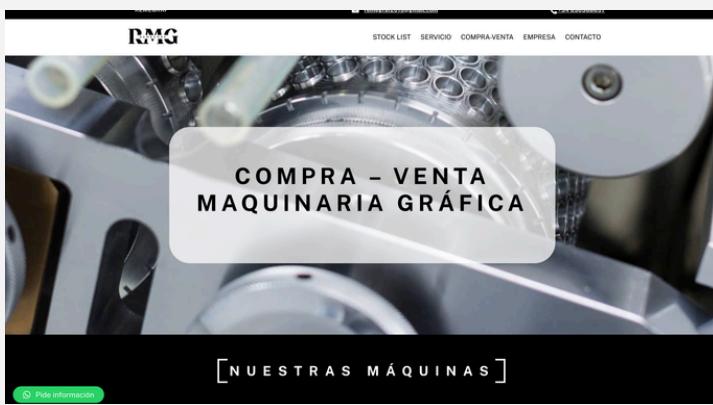 RMG
STOCK LIST SERVICIO COMPRA-VENTA EMPRESA CONTACTO
COMPRA – VENTA
MAQUINARIA GRÁFICA
[NUESTRAS MÁQUINAS]
Pide información